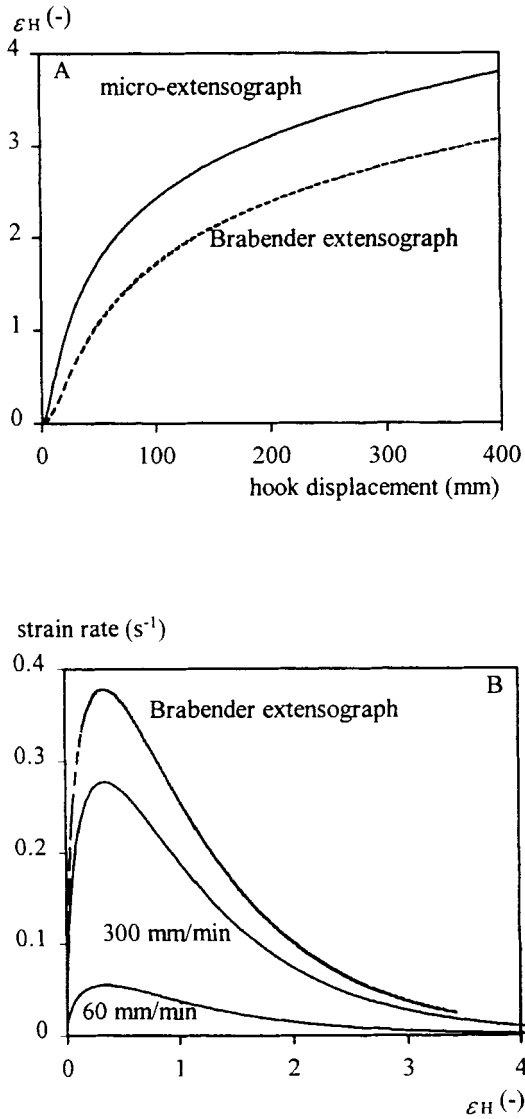 εH (-)
4
A
micro-extensograph
3
2
Brabender extensograph
1
0
0 100 200 300 400
hook displacement (mm)
strain rate (s-1)
0.4
B
Brabender extensograph
0.3
0.2
300 mm/min
0.1
60 mm/min
0
0 1 2 3 4
εH (-)